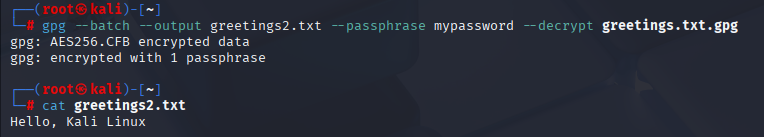 ┌──(root㉿kali)-[~]
└─# gpg --batch --output greetings2.txt --passphrase mypassword --decrypt greetings.txt.gpg
gpg: AES256.CFB encrypted data
gpg: encrypted with 1 passphrase
┌──(root㉿kali)-[~]
└─# cat greetings2.txt
Hello, Kali Linux